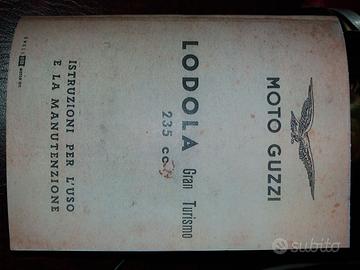 MOTO GUZZI
LODOLA Gran Turismo
235 cc.
ISTRUZIONI PER L'USO
E LA MANUTENZIONE
subito